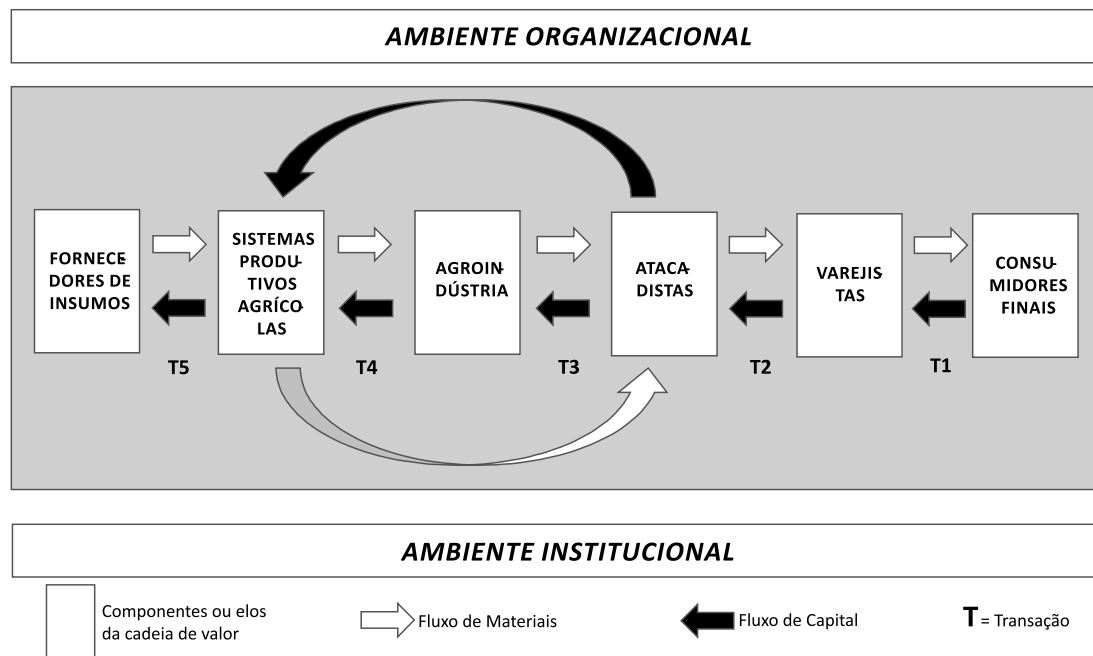 AMBIENTE ORGANIZACIONAL
FORNECE-
DORES DE
INSUMOS
SISTEMAS
PRODU-
TIVOS
AGRÍCO-
LAS
AGROIN-
DÚSTRIA
ATACA-
DISTAS
VAREJIS
TAS
CONSU-
MIDORES
FINAIS
T5
T4
T3
T2
T1
AMBIENTE INSTITUCIONAL
Componentes ou elos
da cadeia de valor
Fluxo de Materiais
Fluxo de Capital
T = Transação